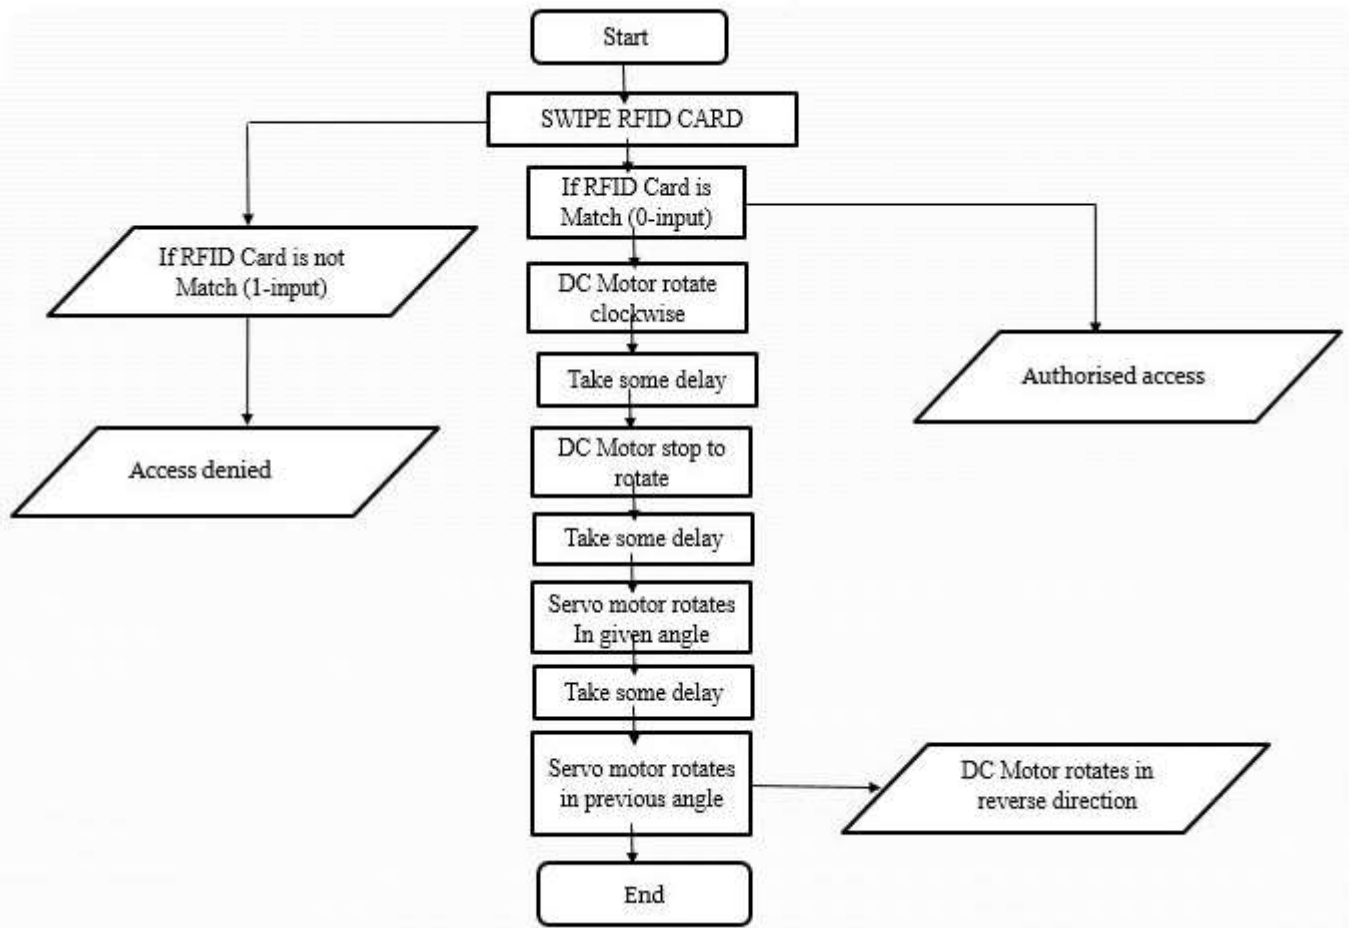 Start
SWIPE RFID CARD
If RFID Card is
Match (0-input)
If RFID Card is not
Match (1-input)
DC Motor rotate
clockwise
Authorised access
Take some delay
DC Motor stop to
rotate
Access denied
Take some delay
Servo motor rotates
In given angle
Take some delay
Servo motor rotates
in previous angle
DC Motor rotates in
reverse direction
End